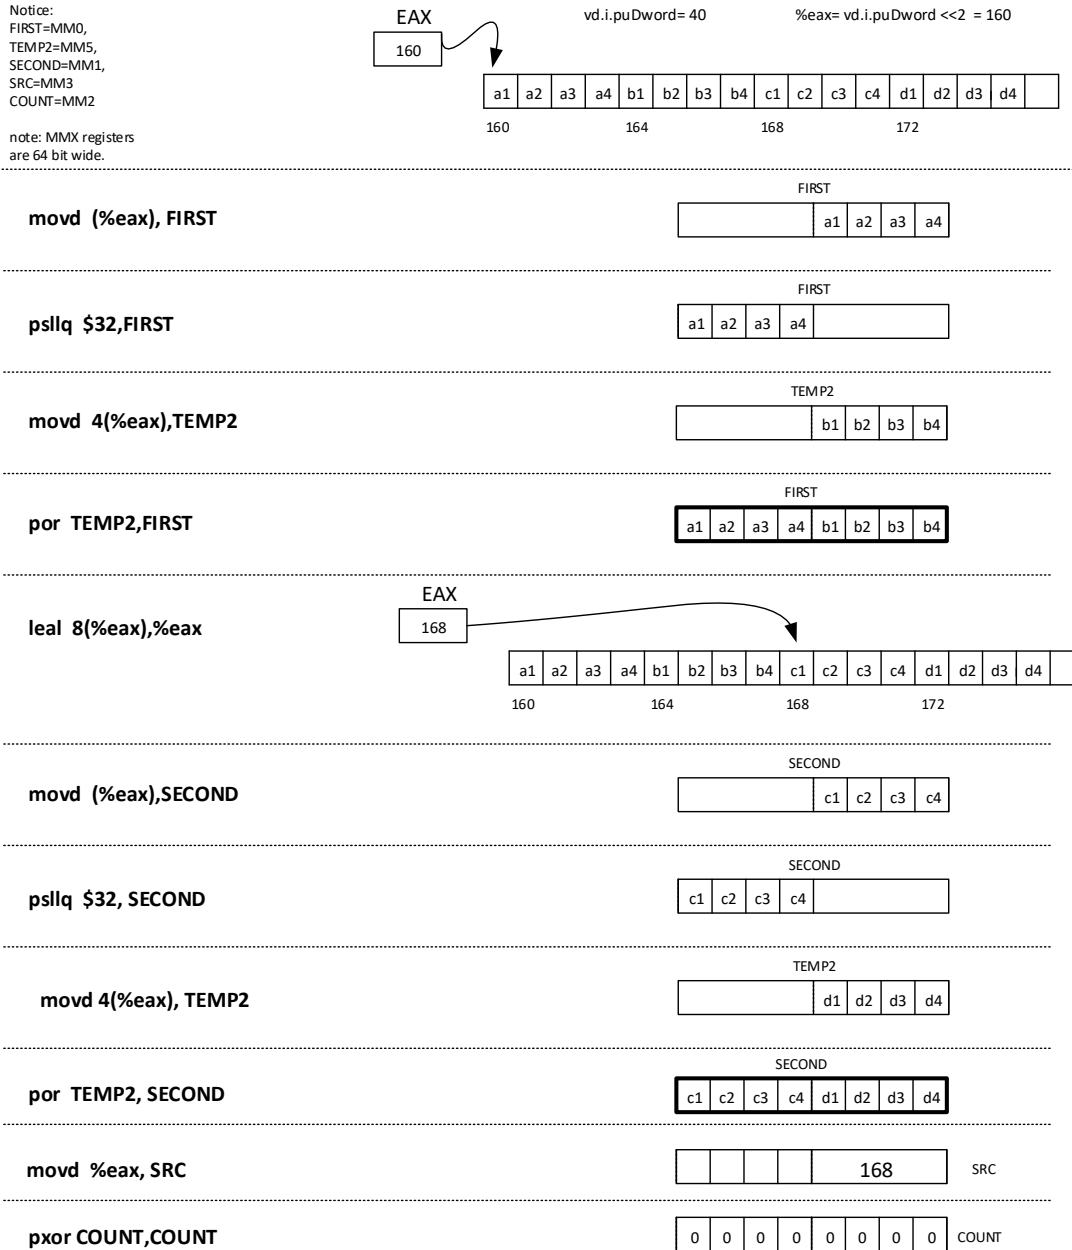 Notice:
FIRST=MM0,
TEMP2=MM5,
SECOND=MM1,
SRC=MM3
COUNT=MM2
note: MMX registers
are 64 bit wide.
EAX
160
vd.i.puDword= 40
%eax= vd.i.puDword <<2 = 160
a1 a2 a3 a4 b1 b2 b3 b4 c1 c2 c3 c4 d1 d2 d3 d4
160 164 168 172
movd (%eax), FIRST
FIRST
a1 a2 a3 a4
psllq $32,FIRST
FIRST
a1 a2 a3 a4
movd 4(%eax),TEMP2
TEMP2
b1 b2 b3 b4
por TEMP2,FIRST
FIRST
a1 a2 a3 a4 b1 b2 b3 b4
leal 8(%eax),%eax
EAX
168
a1 a2 a3 a4 b1 b2 b3 b4 c1 c2 c3 c4 d1 d2 d3 d4
160 164 168 172
movd (%eax),SECOND
SECOND
c1 c2 c3 c4
psllq $32, SECOND
SECOND
c1 c2 c3 c4
movd 4(%eax), TEMP2
TEMP2
d1 d2 d3 d4
por TEMP2, SECOND
SECOND
c1 c2 c3 c4 d1 d2 d3 d4
movd %eax, SRC
168 SRC
pxor COUNT,COUNT
0 0 0 0 0 0 0 0 COUNT